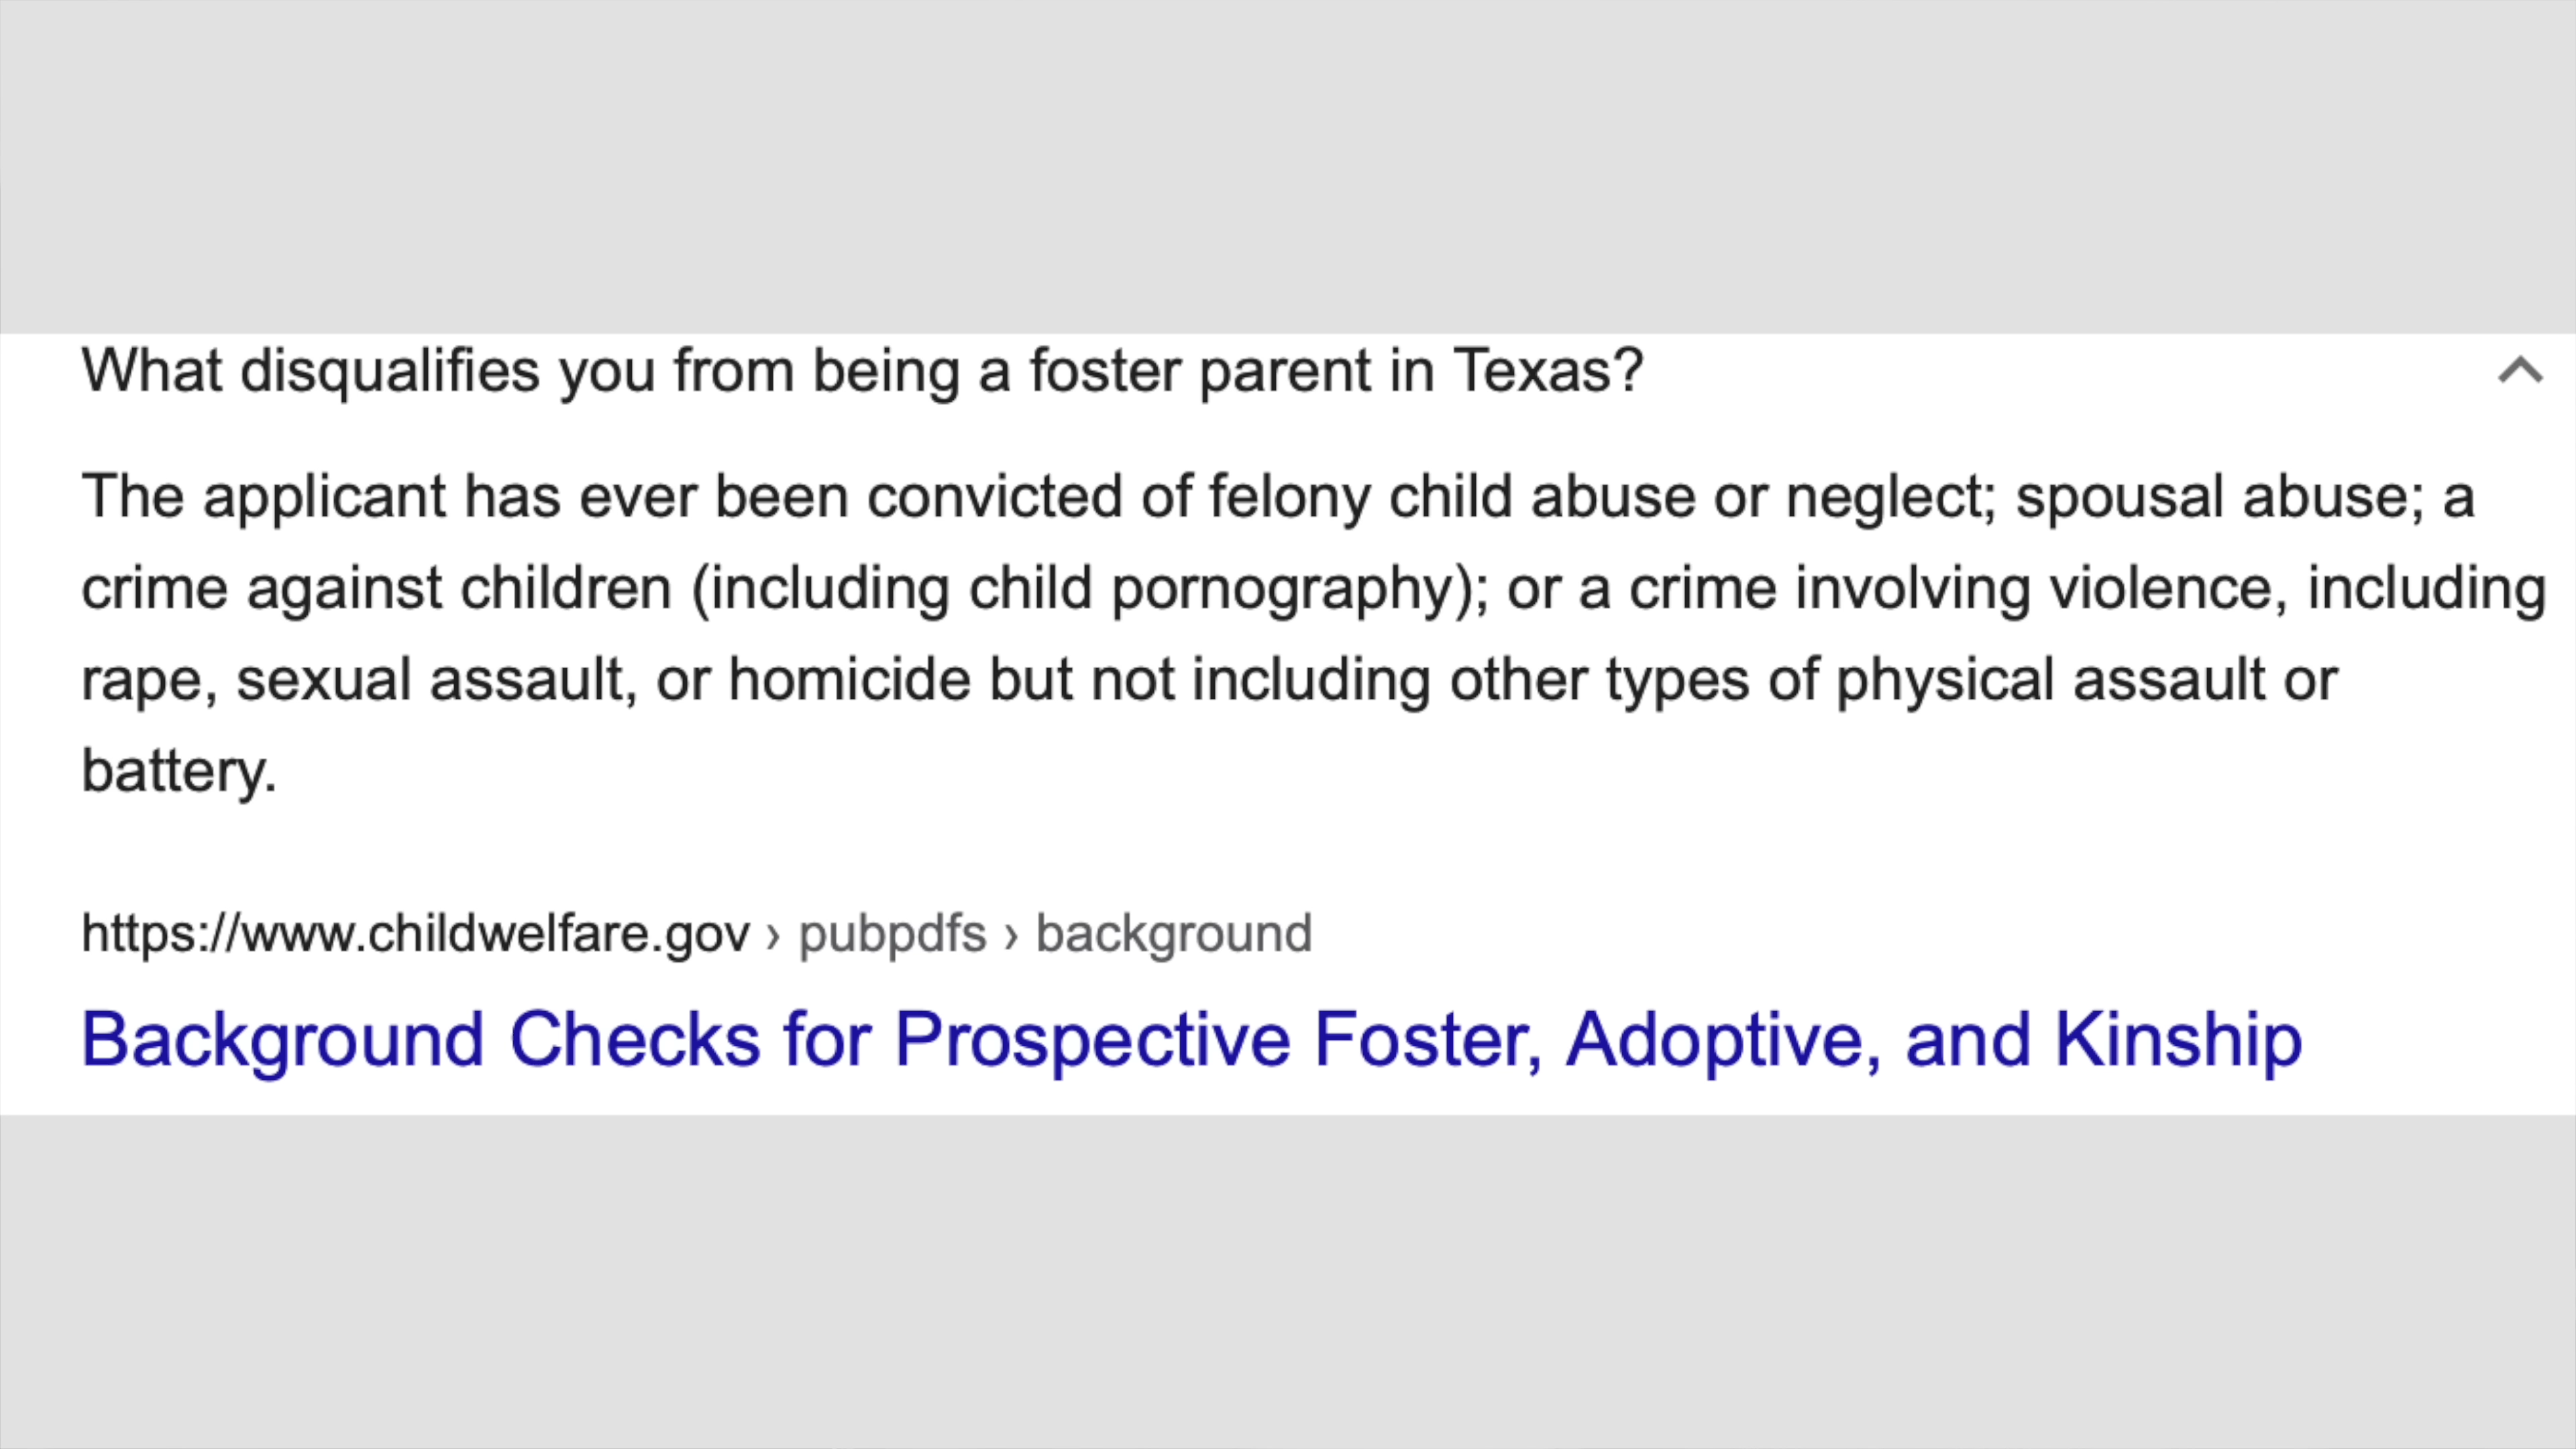 What disqualifies you from being a foster parent in Texas?
The applicant has ever been convicted of felony child abuse or neglect; spousal abuse; a
crime against children (including child pornography); or a crime involving violence, including
rape, sexual assault, or homicide but not including other types of physical assault or
battery.
https://www.childwelfare.gov › pubpdfs › background
Background Checks for Prospective Foster, Adoptive, and Kinship